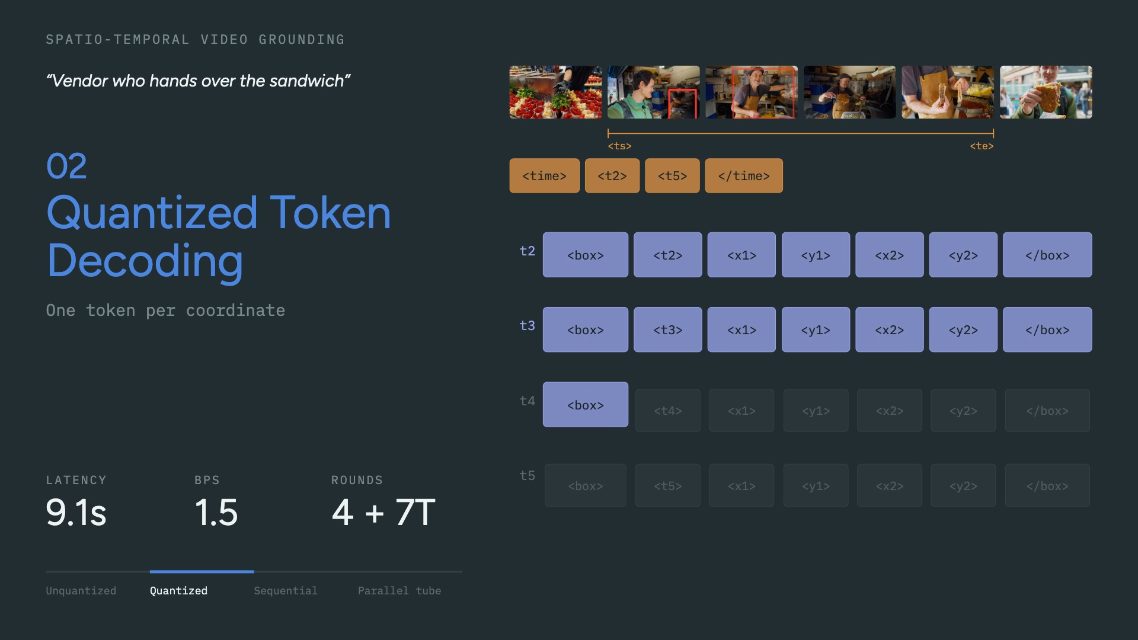 SPATIO-TEMPORAL VIDEO GROUNDING
“Vendor who hands over the sandwich”
02
Quantized Token
Decoding
One token per coordinate
LATENCY BPS ROUNDS
9.1s 1.5 4 + 7T
Unquantized Quantized Sequential Parallel tube
<ts> <te>
<time> <t2> <t5> </time>
t2 <box> <t2> <x1> <y1> <x2> <y2> </box>
t3 <box> <t3> <x1> <y1> <x2> <y2> </box>
t4 <box> <t4> <x1> <y1> <x2> <y2> </box>
t5 <box> <t5> <x1> <y1> <x2> <y2> </box>